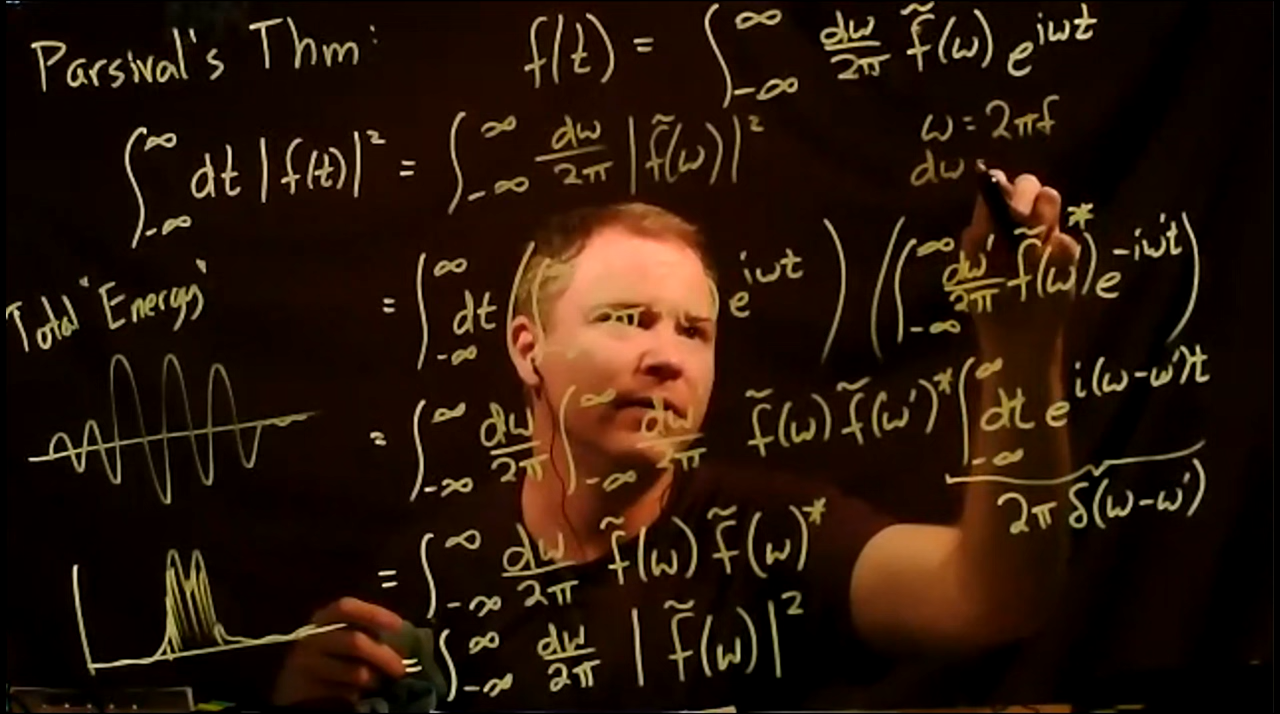 Parsival's Thm:
f(t) = ∫_{-∞}^{∞} dω/2π f̃(ω) e^{iωt}
∫_{-∞}^{∞} dt |f(t)|² = ∫_{-∞}^{∞} dω/2π |f̃(ω)|²
ω = 2πf
dω =
Total "Energy"
= ∫_{-∞}^{∞} dt ( e^{iωt} ) ( ∫_{-∞}^{∞} dω'/2π f̃(ω')* e^{-iω't} )
= ∫_{-∞}^{∞} dω/2π ∫_{-∞}^{∞} dω'/2π f̃(ω) f̃(ω')* ∫_{-∞}^{∞} dt e^{i(ω-ω')t}
2π δ(ω-ω')
= ∫_{-∞}^{∞} dω/2π f̃(ω) f̃(ω)*
= ∫_{-∞}^{∞} dω/2π |f̃(ω)|²